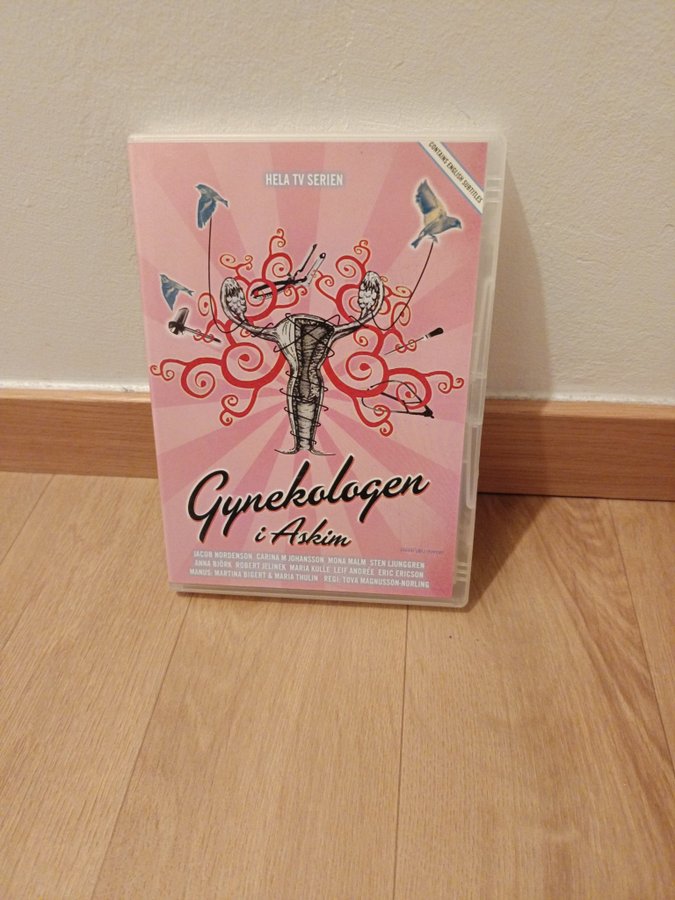 CONTAINS ENGLISH SUBTITLES
HELA TV SERIEN
Gynekologen
i Askim
JACOB NORDENSON CARINA M JOHANSSON MONA MALM STEN LJUNGGREN
ANNA BJÖRK ROBERT JELINEK MARIA KULLE LEIF ANDRÉE ERIC ERICSON
MANUS: MARTINA BIGERT & MARIA THULIN REGI: TOVA MAGNUSSON-NORLING